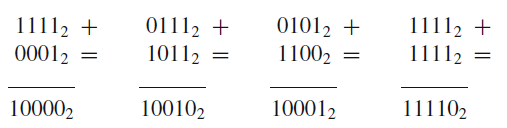 1111₂ + 0111₂ + 0101₂ + 1111₂ +
0001₂ = 1011₂ = 1100₂ = 1111₂ =
10000₂ 10010₂ 10001₂ 11110₂